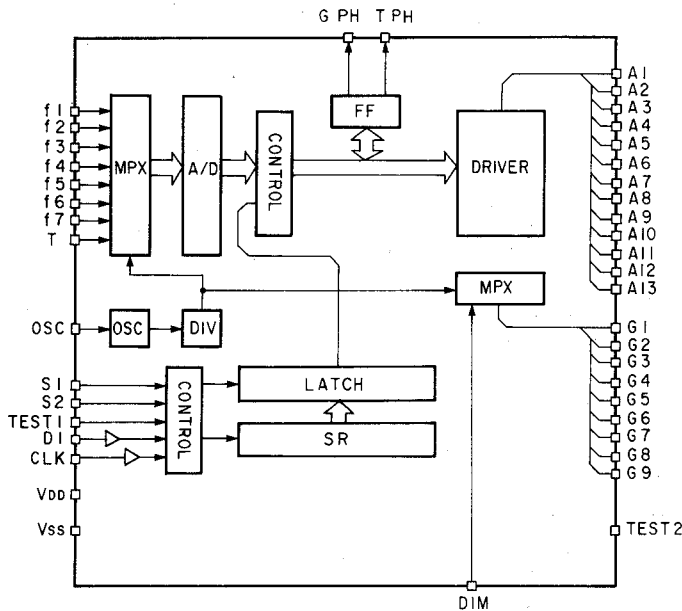 G PH T PH
f1
f2
f3
f4
f5
f6
f7
T
MPX
A/D
CONTROL
FF
DRIVER
A1
A2
A3
A4
A5
A6
A7
A8
A9
A10
A11
A12
A13
OSC
OSC
DIV
MPX
G1
G2
G3
G4
G5
G6
G7
G8
G9
S1
S2
TEST1
DI
CLK
CONTROL
LATCH
SR
VDD
VSS
TEST2
DIM